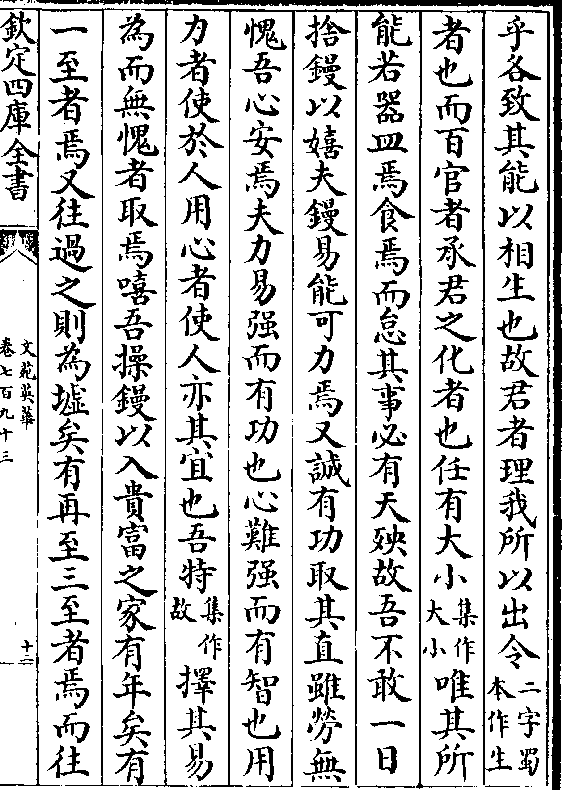 乎各致其能以相生也故君者理我所以出令二字蜀本作生
者也而百官者承君之化者也任有大小集作大小唯其所
能若器皿焉食焉而怠其事必有天殃故吾不敢一日
捨鏝以嬉夫鏝易能可力焉又誠有功取其直雖勞無
愧吾心安焉夫力易强而有功也心難强而有智也用
力者使於人用心者使人亦其宜也吾特集作故擇其易
為而無愧者取焉嘻吾操鏝以入貴富之家有年矣有
一至者焉又往過之則為墟矣有再至三至者焉而往
欽定四庫全書
文苑英華
卷七百九十三
十二